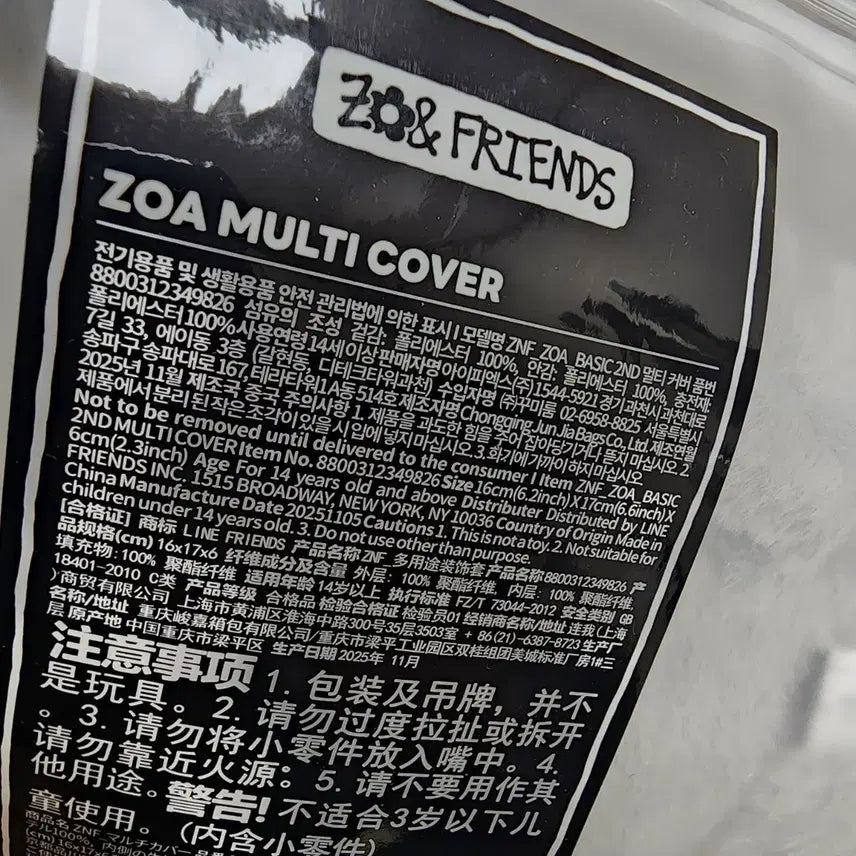 ZO& FRIENDS
ZOA MULTI COVER
전기용품 및 생활용품 안전 관리법에 의한 표시 | 모델명 ZNF_ZOA_BASIC 2ND 멀티 커버 품번
8800312349826 섬유의 조성 겉감: 폴리에스터 100%, 안감: 폴리에스터 100%, 충전재:
폴리에스터 100% 사용연령 14세 이상 판매자명 아이피엑스(주) 1544-5921 경기 과천시 과천대로
7길 33, 에이동 3층 (갈현동, 디테크타워과천) 수입자명 (주)꾸미룸 02-6958-8825 서울특별시
송파구 송파대로 167, 테라타워1 A동 514호 제조자명 Chongqing Jun Jia Bags Co., Ltd. 제조연월
2025년 11월 제조국 중국 주의사항 1. 제품을 과도한 힘을 주어 잡아당기거나 뜯지 마십시오. 2.
제품에서 분리된 작은 조각이 있을 시 입에 넣지 마십시오. 3. 화기에 가까이 하지 마십시오
Not to be removed until delivered to the consumer | Item ZNF_ZOA_BASIC
2ND MULTI COVER Item No. 8800312349826 Size 16cm(6.2inch) X 17cm(6.6inch) X
6cm(2.3inch) Age For 14 years old and above Distributor Distributed by LINE
FRIENDS INC. 1515 BROADWAY, NEW YORK, NY 10036 Country of Origin Made in
China Manufacture Date 20251105 Cautions 1. This is not a toy. 2. Not suitable for
children under 14 years old. 3. Do not use other than purpose.
[合格证] 商标 LINE FRIENDS 产品名称 ZNF 多用途装饰套 产品名称 8800312349826 产
品规格(cm) 16x17x6 纤维成分及含量 外层: 100% 聚酯纤维, 内层: 100% 聚酯纤维,
填充物: 100% 聚酯纤维 适用年龄 14岁以上 执行标准 FZ/T 73044-2012 安全类别 GB
18401-2010 C类 产品等级 合格品 检验合格证 检验员01 经销商名称/地址 连我 (上海
) 商贸有限公司/ 上海市黄浦区淮海中路300号35层3503室 + 86 (21) -6387-8723 生产厂
名称/地址 重庆峻嘉箱包有限公司/ 重庆市梁平工业园区双桂组团美城标准厂房1#三
层 原产地 中国重庆市梁平区 生产日期 2025年 11月
注意事项 1. 包装及吊牌，并不
是玩具。 2. 请勿过度拉扯或拆开
。 3. 请勿将小零件放入嘴中。 4.
请勿靠近火源。 5. 请不要用作其
他用途。 警告! 不适合3岁以下儿
童使用。 (内含小零件)
商品名 ZNF_マルチカバー
(cm) 16x17x6